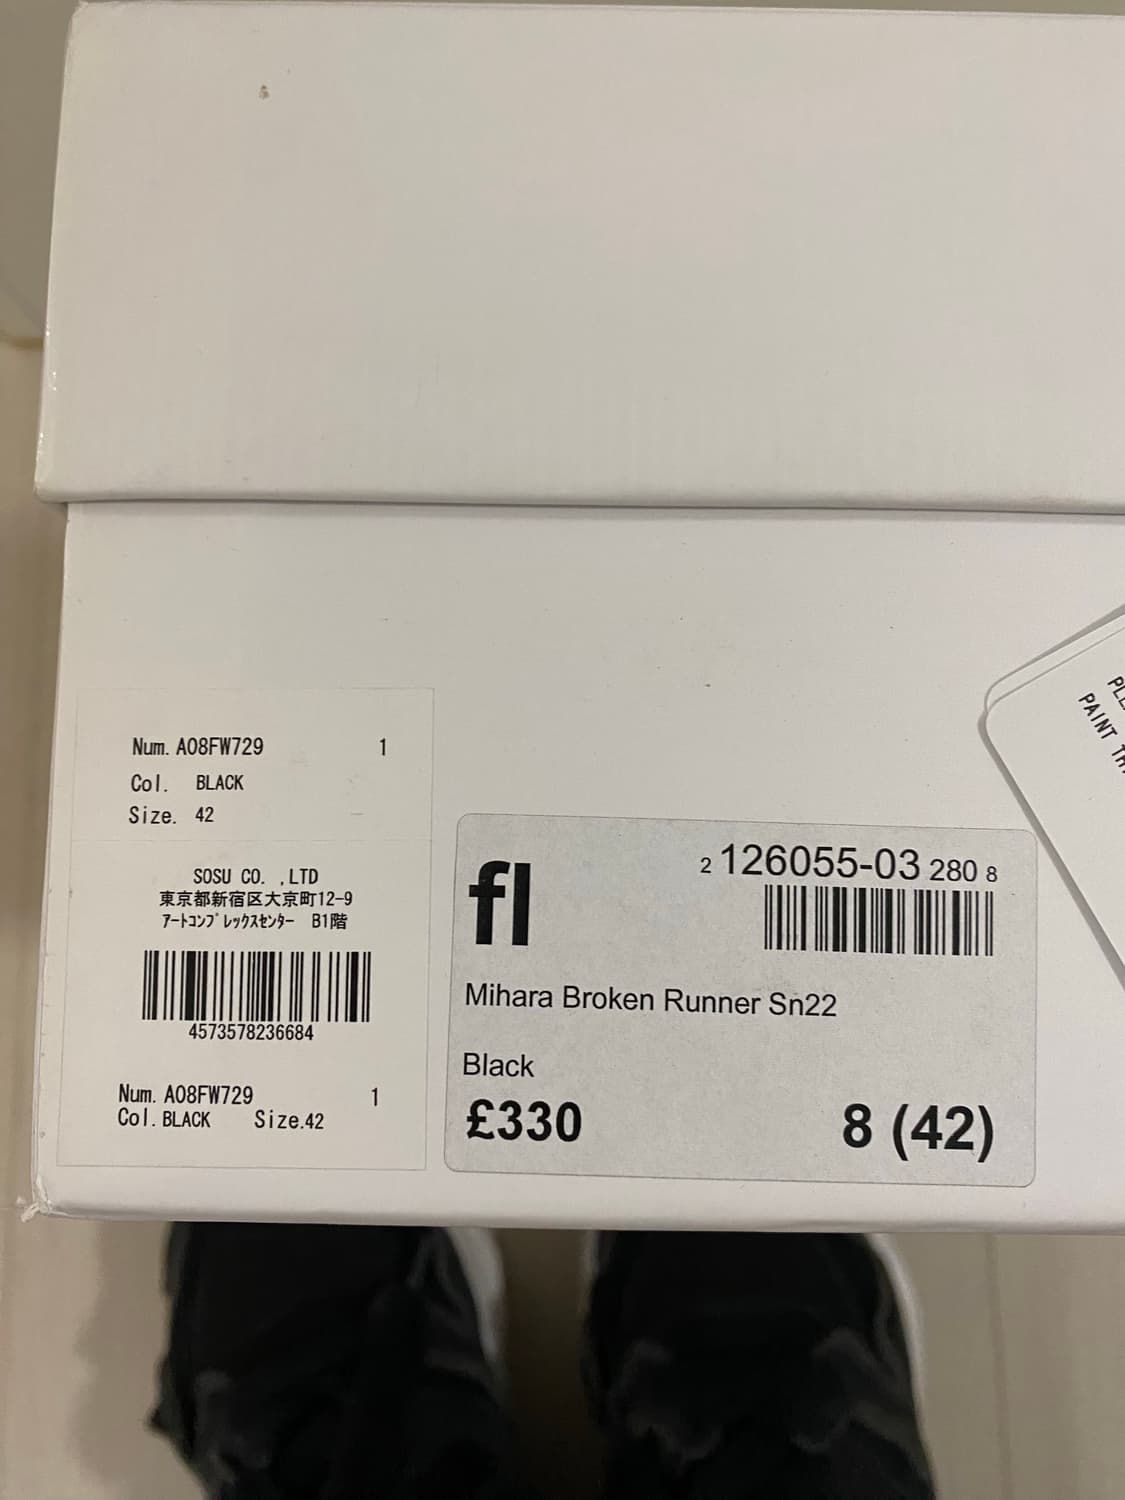 Num. A08FW729 1
Col. BLACK
Size. 42
SOSU CO. ,LTD
東京都新宿区大京町12-9
ｱｰﾄｺﾝﾌﾟﾚｯｸｽｾﾝﾀｰ B1階
4573578236684
Num. A08FW729 1
Col. BLACK Size.42
fl
2 126055-03 280 8
Mihara Broken Runner Sn22
Black
£330 8 (42)
PAINT